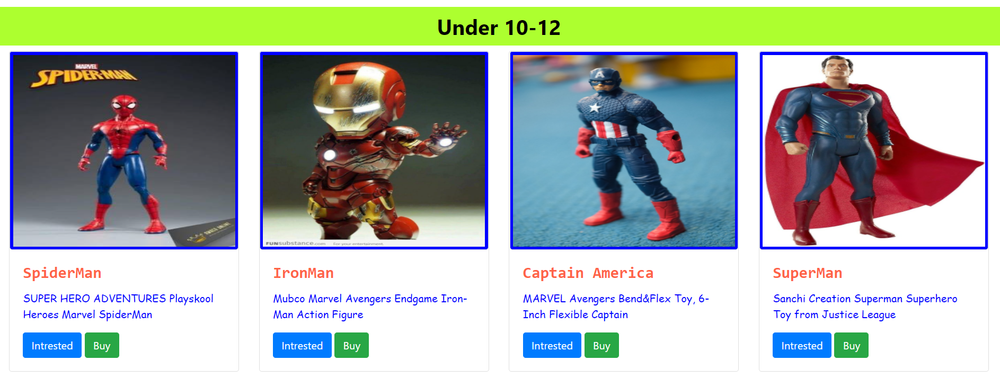 Under 10-12
MARVEL
SPIDER-MAN
AWOCO ONLINE
FUNsubstance.com For your entertainment.
A
SpiderMan
SUPER HERO ADVENTURES Playskool
Heroes Marvel SpiderMan
Intrested Buy
IronMan
Mubco Marvel Avengers Endgame Iron-
Man Action Figure
Intrested Buy
Captain America
MARVEL Avengers Bend&Flex Toy, 6-
Inch Flexible Captain
Intrested Buy
SuperMan
Sanchi Creation Superman Superhero
Toy from Justice League
Intrested Buy